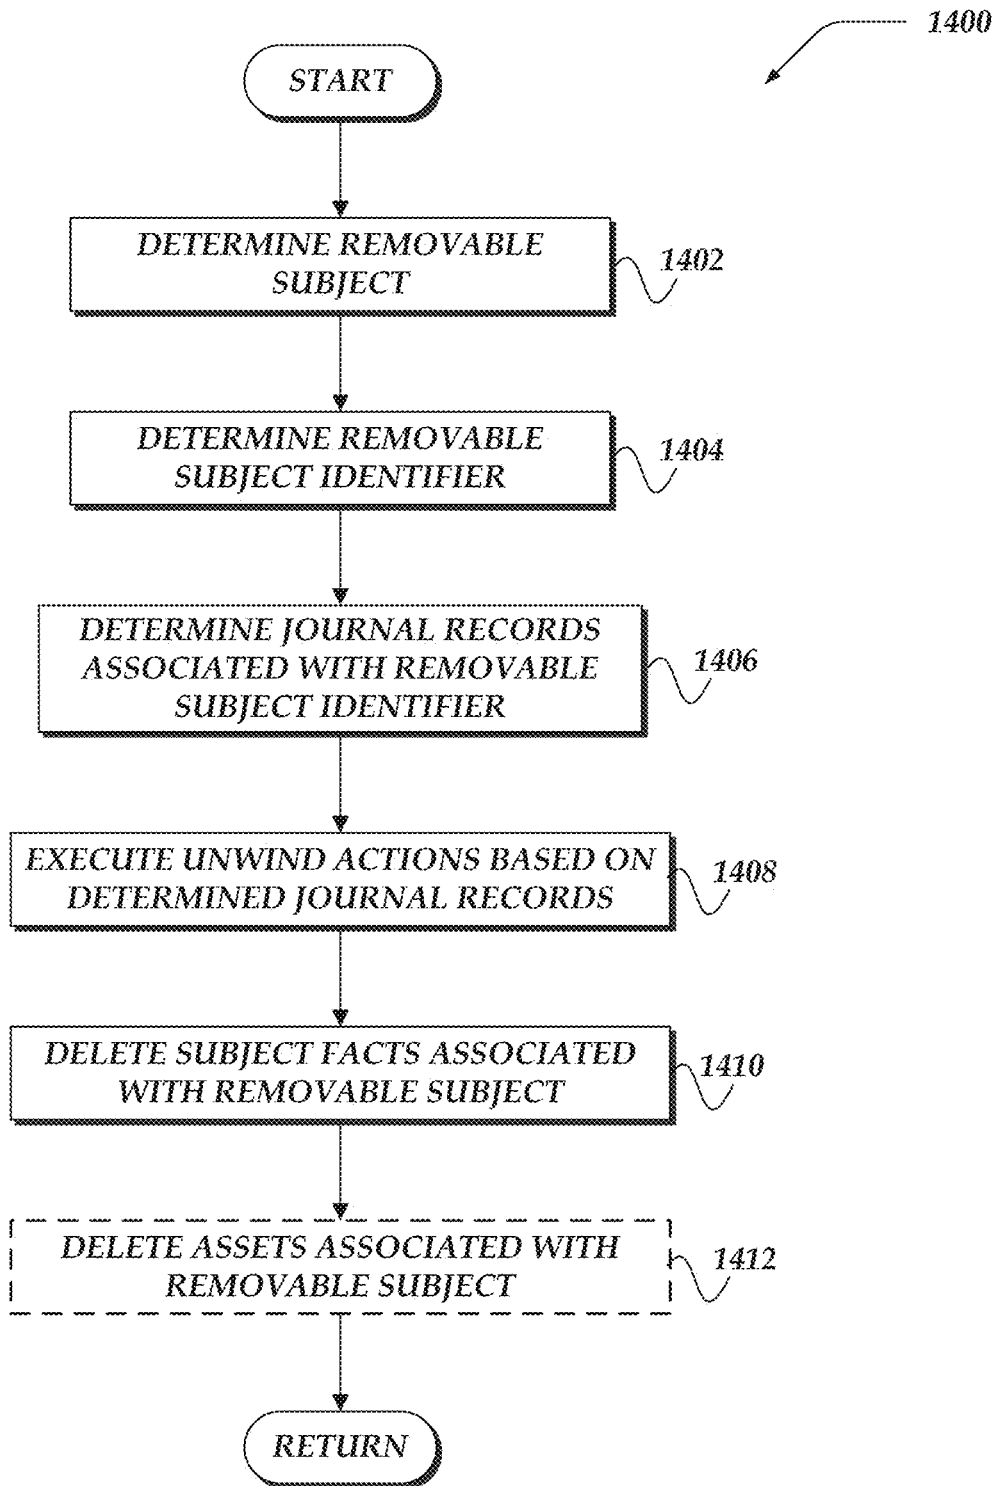 1400
START
DETERMINE REMOVABLE
SUBJECT
1402
DETERMINE REMOVABLE
SUBJECT IDENTIFIER
1404
DETERMINE JOURNAL RECORDS
ASSOCIATED WITH REMOVABLE
SUBJECT IDENTIFIER
1406
EXECUTE UNWIND ACTIONS BASED ON
DETERMINED JOURNAL RECORDS
1408
DELETE SUBJECT FACTS ASSOCIATED
WITH REMOVABLE SUBJECT
1410
DELETE ASSETS ASSOCIATED WITH
REMOVABLE SUBJECT
1412
RETURN